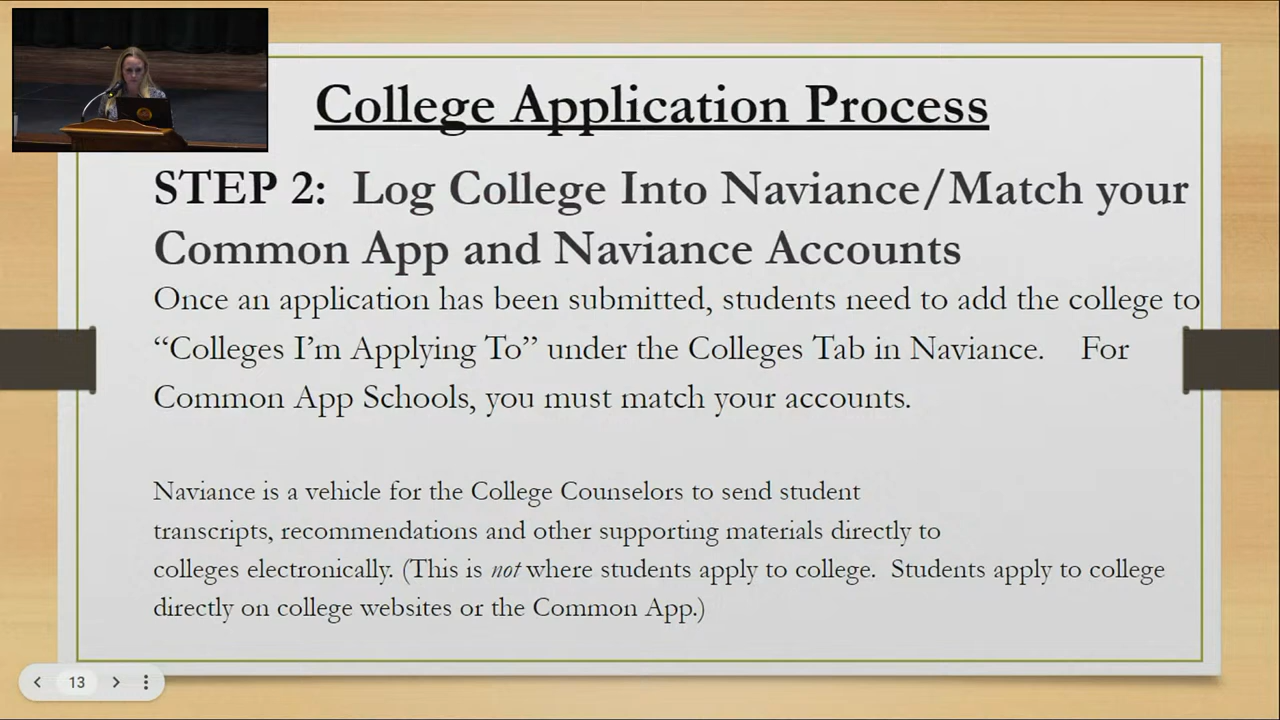 College Application Process
STEP 2:  Log College Into Naviance/Match your
Common App and Naviance Accounts
Once an application has been submitted, students need to add the college to
“Colleges I’m Applying To” under the Colleges Tab in Naviance.    For
Common App Schools, you must match your accounts.
Naviance is a vehicle for the College Counselors to send student
transcripts, recommendations and other supporting materials directly to
colleges electronically. (This is not where students apply to college.  Students apply to college
directly on college websites or the Common App.)
13